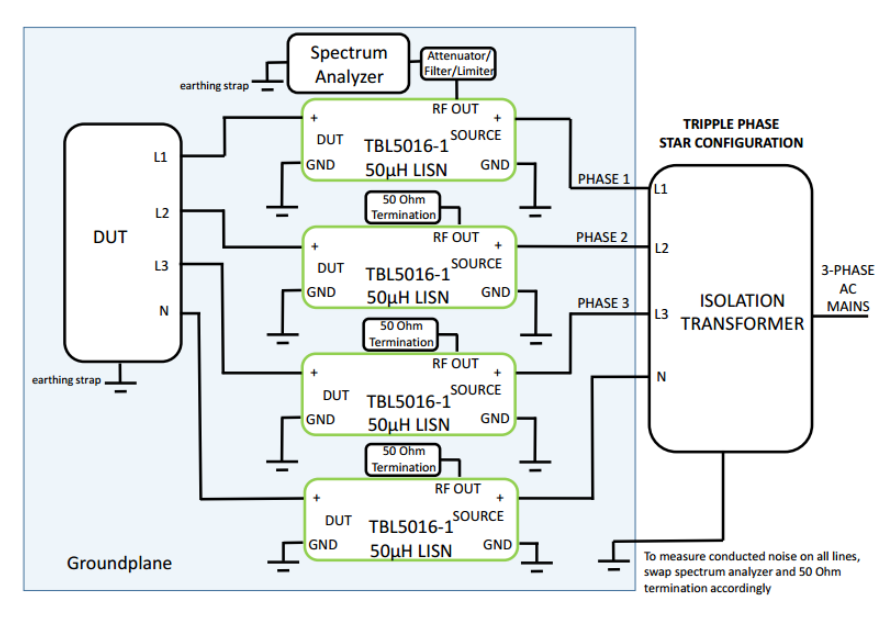 Spectrum
Analyzer
Attenuator/
Filter/Limiter
earthing strap
RF OUT
+
+
DUT
SOURCE
TBL5016-1
50µH LISN
GND
GND
TRIPPLE PHASE
STAR CONFIGURATION
L1
PHASE 1
L1
50 Ohm
Termination
RF OUT
L2
+
+
PHASE 2
L2
DUT
SOURCE
TBL5016-1
50µH LISN
GND
GND
DUT
L3
PHASE 3
L3
3-PHASE
AC
MAINS
ISOLATION
TRANSFORMER
N
50 Ohm
Termination
RF OUT
+
+
N
earthing strap
DUT
SOURCE
TBL5016-1
50µH LISN
GND
GND
50 Ohm
Termination
RF OUT
+
+
DUT
SOURCE
TBL5016-1
50µH LISN
GND
GND
Groundplane
To measure conducted noise on all lines,
swap spectrum analyzer and 50 Ohm
termination accordingly